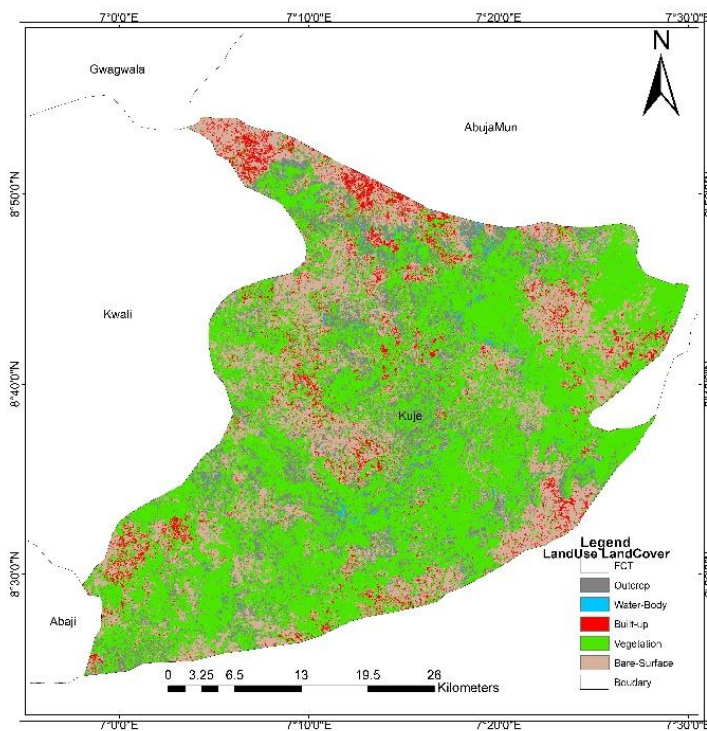 7°0'0"E 7°10'0"E 7°20'0"E 7°30'0"E
N
Gwagwala
AbujaMun
8°50'0"N
Kwali
8°40'0"N
Kuje
8°30'0"N
Abaji
Legend
LandUse LandCover
FCT
Outcrop
Water-Body
Built-up
Vegetation
Bare-Surface
Boudary
0 3.25 6.5 13 19.5 26
Kilometers
7°0'0"E 7°10'0"E 7°20'0"E 7°30'0"E